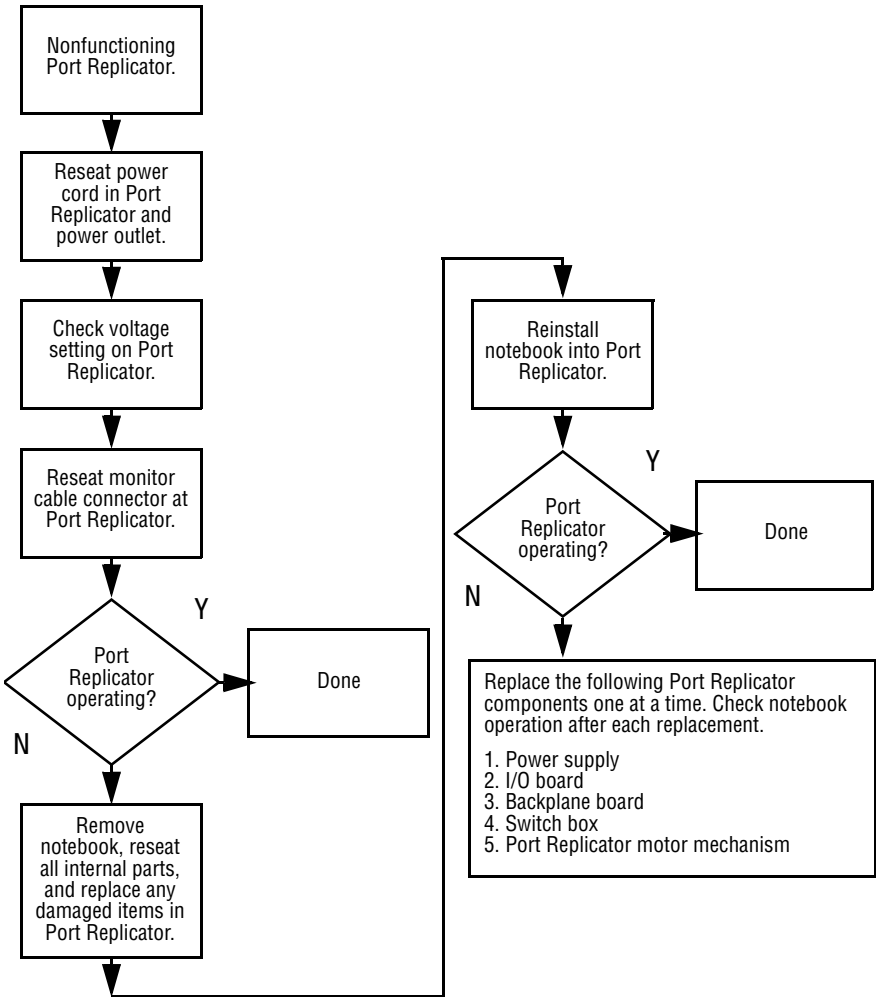 Nonfunctioning
Port Replicator.
Reseat power
cord in Port
Replicator and
power outlet.
Check voltage
setting on Port
Replicator.
Reseat monitor
cable connector at
Port Replicator.
Port
Replicator
operating?
Y
N
Done
Remove
notebook, reseat
all internal parts,
and replace any
damaged items in
Port Replicator.
Reinstall
notebook into Port
Replicator.
Port
Replicator
operating?
Y
N
Done
Replace the following Port Replicator
components one at a time. Check notebook
operation after each replacement.
1. Power supply
2. I/O board
3. Backplane board
4. Switch box
5. Port Replicator motor mechanism